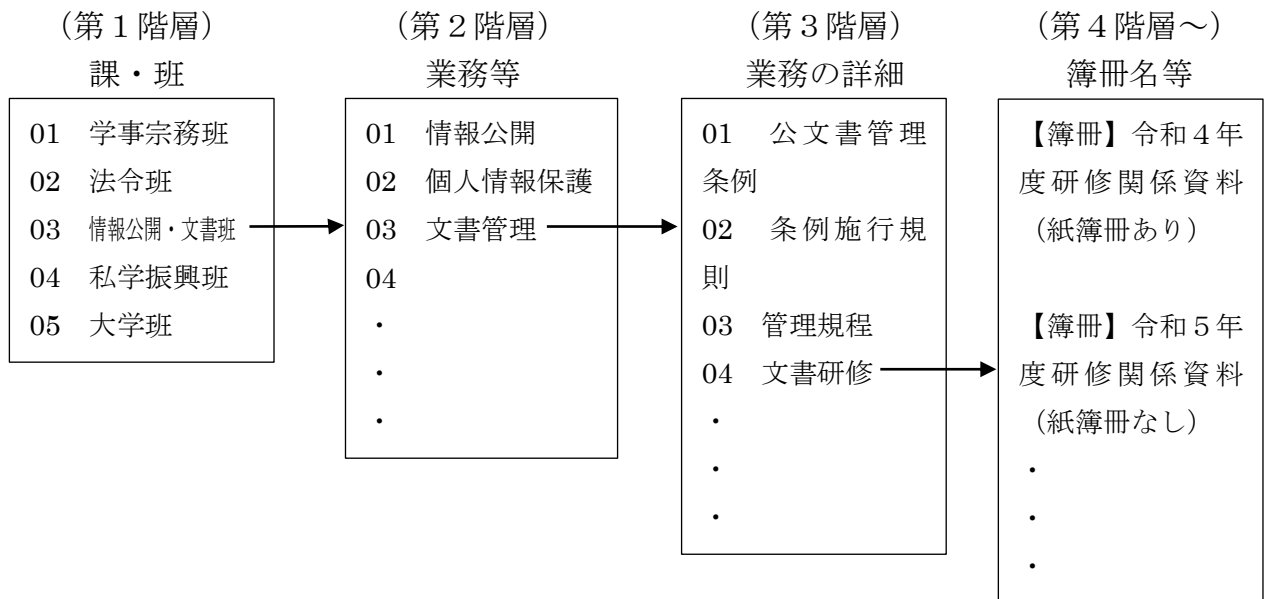 （第１階層）
課・班
01　学事宗務班
02　法令班
03　情報公開・文書班
04　私学振興班
05　大学班
（第２階層）
業務等
01　情報公開
02　個人情報保護
03　文書管理
04
・
・
・
（第３階層）
業務の詳細
01　公文書管理
条例
02　条例施行規
則
03　管理規程
04　文書研修
・
・
・
（第４階層～）
簿冊名等
【簿冊】令和４年
度研修関係資料
（紙簿冊あり）
【簿冊】令和５年
度研修関係資料
（紙簿冊なし）
・
・
・